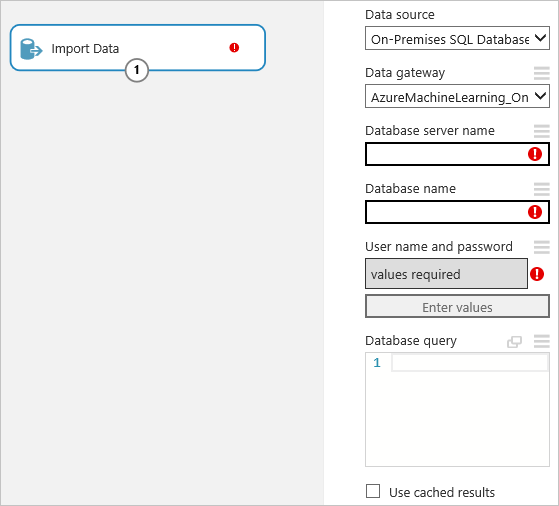 Import Data
1
Data source
On-Premises SQL Database
Data gateway
AzureMachineLearning_On
Database server name
Database name
User name and password
values required
Enter values
Database query
1
Use cached results